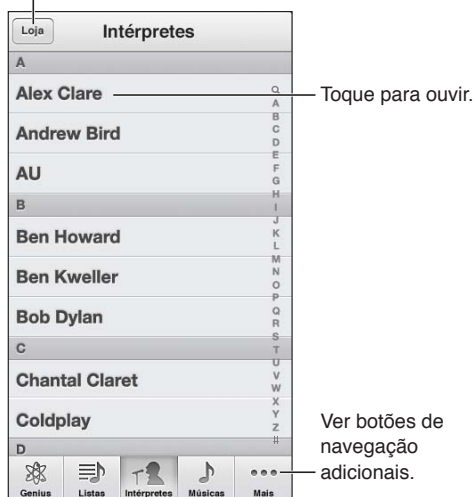 Loja
Intérpretes
A
Alex Clare
Toque para ouvir.
Andrew Bird
AU
B
Ben Howard
Ben Kweller
Bob Dylan
C
Chantal Claret
Coldplay
D
A
B
C
D
E
F
G
H
I
J
K
L
M
N
O
P
Q
R
S
T
U
V
W
X
Y
Z
#
Ver botões de
navegação
adicionais.
Genius
Listas
Intérpretes
Músicas
Mais